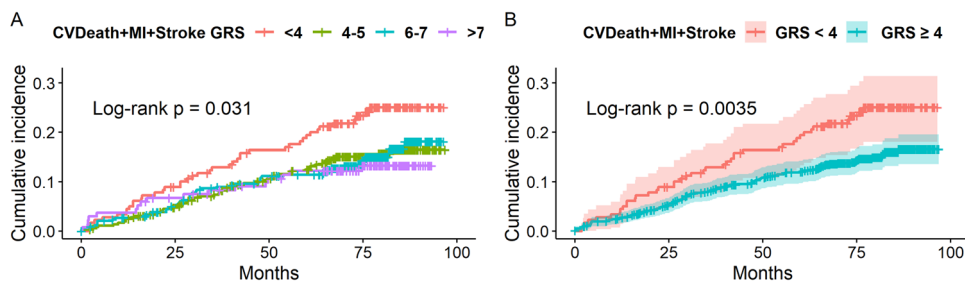 A
CVDeath+MI+Stroke GRS <4 4-5 6-7 >7
Cumulative incidence
0.3
0.2
0.1
0.0
Log-rank p = 0.031
0 25 50 75 100
Months
B
CVDeath+MI+Stroke GRS < 4 GRS ≥ 4
Cumulative incidence
0.3
0.2
0.1
0.0
Log-rank p = 0.0035
0 25 50 75 100
Months